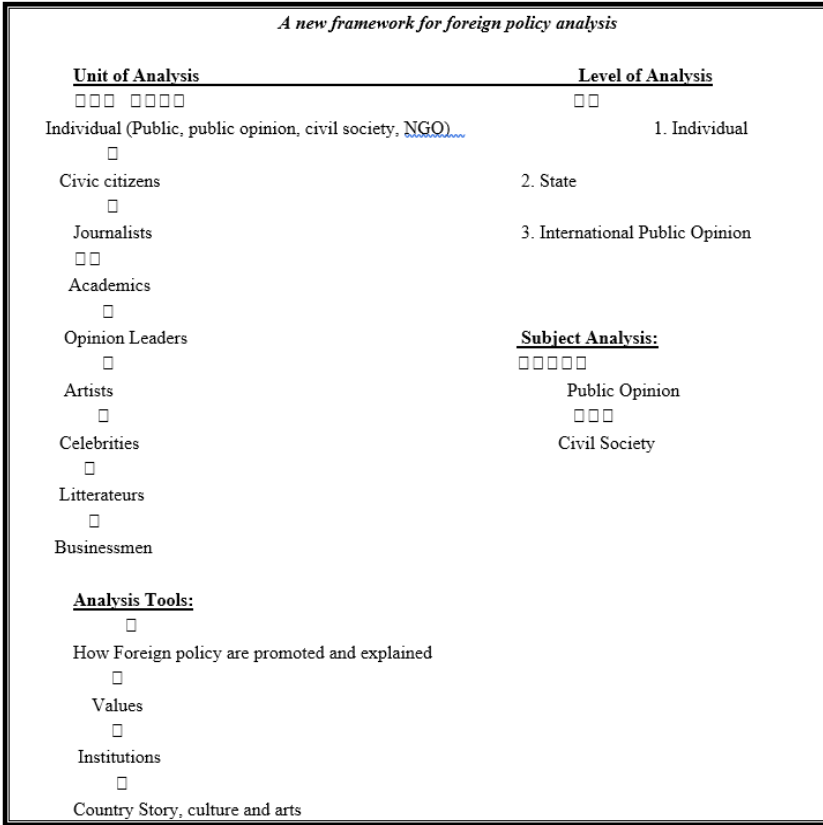 A new framework for foreign policy analysis
Unit of Analysis Level of Analysis
□□□ □□□□ □□
Individual (Public, public opinion, civil society, NGO) 1. Individual
□
Civic citizens 2. State
□
Journalists 3. International Public Opinion
□□
Academics
□
Opinion Leaders Subject Analysis:
□ □□□□□
Artists Public Opinion
□ □□□
Celebrities Civil Society
□
Litterateurs
□
Businessmen
Analysis Tools:
□
How Foreign policy are promoted and explained
□
Values
□
Institutions
□
Country Story, culture and arts